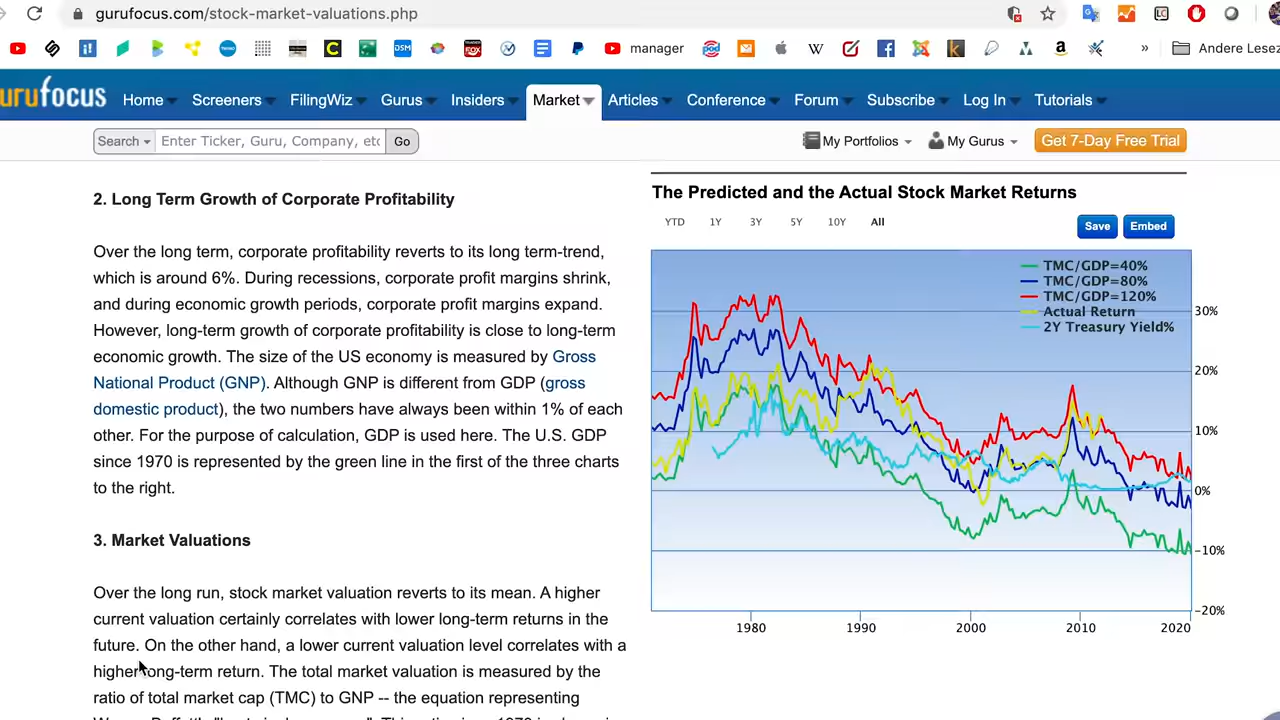 gurufocus.com/stock-market-valuations.php
manager
Andere Lesez
urufocus
Home
Screeners
FilingWiz
Gurus
Insiders
Market
Articles
Conference
Forum
Subscribe
Log In
Tutorials
Search
Enter Ticker, Guru, Company, etc
Go
My Portfolios
My Gurus
Get 7-Day Free Trial
2. Long Term Growth of Corporate Profitability
Over the long term, corporate profitability reverts to its long term-trend,
which is around 6%. During recessions, corporate profit margins shrink,
and during economic growth periods, corporate profit margins expand.
However, long-term growth of corporate profitability is close to long-term
economic growth. The size of the US economy is measured by Gross
National Product (GNP). Although GNP is different from GDP (gross
domestic product), the two numbers have always been within 1% of each
other. For the purpose of calculation, GDP is used here. The U.S. GDP
since 1970 is represented by the green line in the first of the three charts
to the right.
3. Market Valuations
Over the long run, stock market valuation reverts to its mean. A higher
current valuation certainly correlates with lower long-term returns in the
future. On the other hand, a lower current valuation level correlates with a
higher long-term return. The total market valuation is measured by the
ratio of total market cap (TMC) to GNP -- the equation representing
The Predicted and the Actual Stock Market Returns
YTD
1Y
3Y
5Y
10Y
All
Save
Embed
TMC/GDP=40%
TMC/GDP=80%
TMC/GDP=120%
Actual Return
2Y Treasury Yield%
30%
20%
10%
0%
-10%
-20%
1980
1990
2000
2010
2020